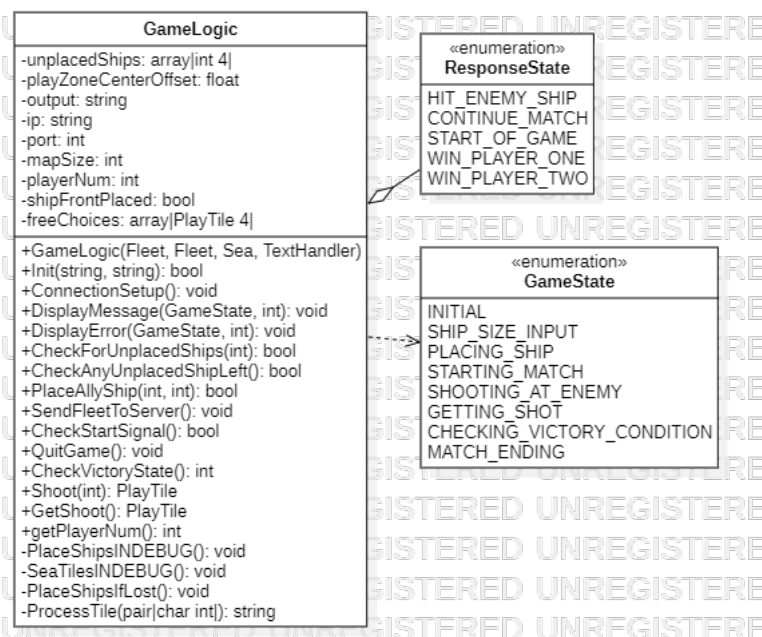 GameLogic
-unplacedShips: array|int 4|
-playZoneCenterOffset: float
-output: string
-ip: string
-port: int
-mapSize: int
-playerNum: int
-shipFrontPlaced: bool
-freeChoices: array|PlayTile 4|
+GameLogic(Fleet, Fleet, Sea, TextHandler)
+Init(string, string): bool
+ConnectionSetup(): void
+DisplayMessage(GameState, int): void
+DisplayError(GameState, int): void
+CheckForUnplacedShips(int): bool
+CheckAnyUnplacedShipLeft(): bool
+PlaceAllyShip(int, int): bool
+SendFleetToServer(): void
+CheckStartSignal(): bool
+QuitGame(): void
+CheckVictoryState(): int
+Shoot(int): PlayTile
+GetShoot(): PlayTile
+getPlayerNum(): int
-PlaceShipsINDEBUG(): void
-SeaTilesINDEBUG(): void
-PlaceShipsIfLost(): void
-ProcessTile(pair|char int|): string
«enumeration»
ResponseState
HIT_ENEMY_SHIP
CONTINUE_MATCH
START_OF_GAME
WIN_PLAYER_ONE
WIN_PLAYER_TWO
«enumeration»
GameState
INITIAL
SHIP_SIZE_INPUT
PLACING_SHIP
STARTING_MATCH
SHOOTING_AT_ENEMY
GETTING_SHOT
CHECKING_VICTORY_CONDITION
MATCH_ENDING
UNREGISTERED